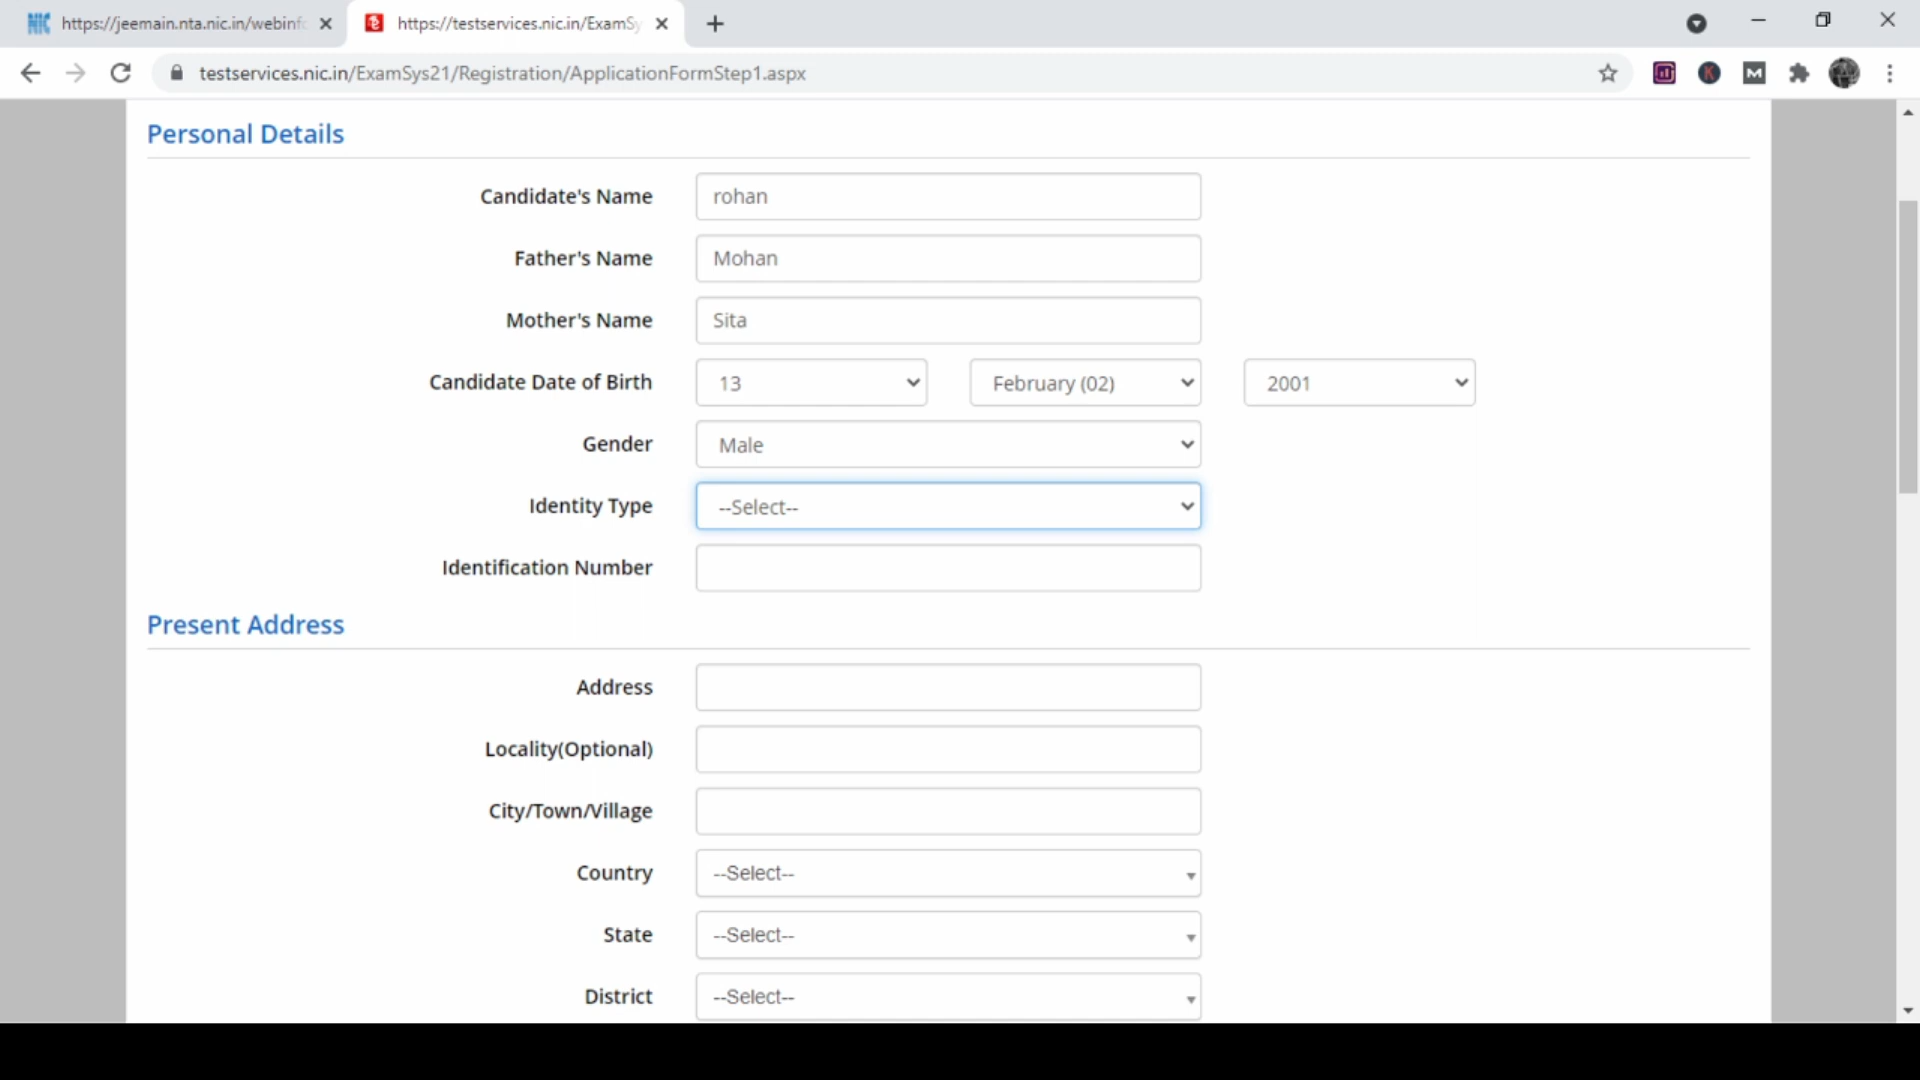 https://jeemain.nta.nic.in/webinfo
https://testservices.nic.in/ExamSy
testservices.nic.in/ExamSys21/Registration/ApplicationFormStep1.aspx
Personal Details
Candidate's Name rohan
Father's Name Mohan
Mother's Name Sita
Candidate Date of Birth 13 February (02) 2001
Gender Male
Identity Type --Select--
Identification Number
Present Address
Address
Locality(Optional)
City/Town/Village
Country --Select--
State --Select--
District --Select--